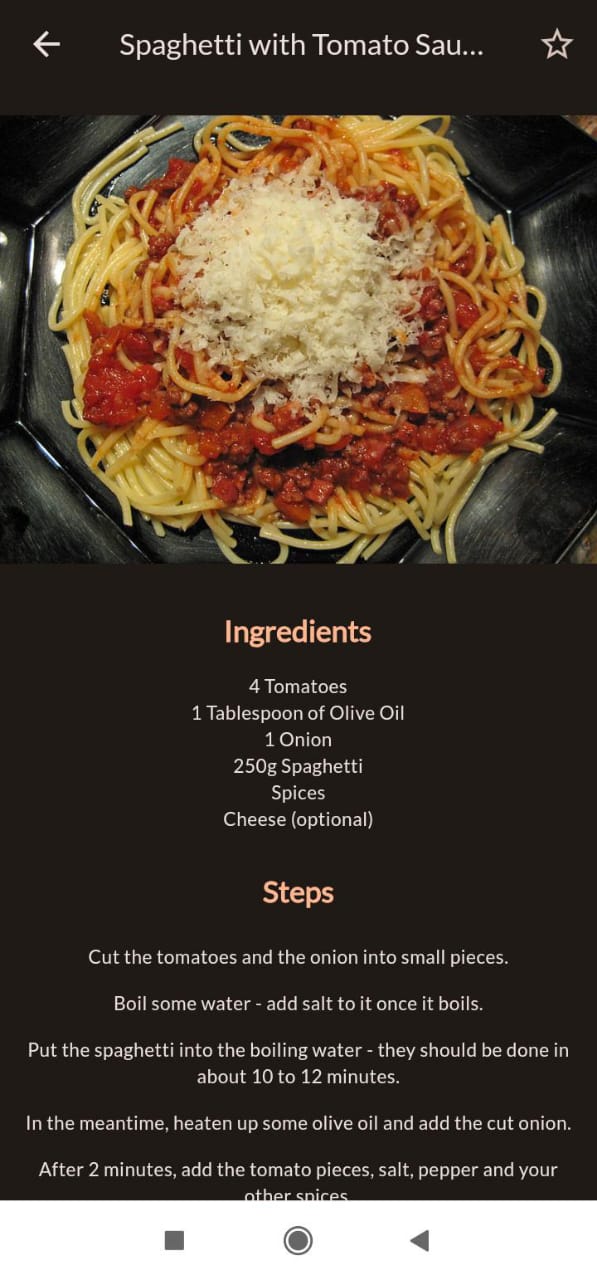 Spaghetti with Tomato Sau...
Ingredients
4 Tomatoes
1 Tablespoon of Olive Oil
1 Onion
250g Spaghetti
Spices
Cheese (optional)
Steps
Cut the tomatoes and the onion into small pieces.
Boil some water - add salt to it once it boils.
Put the spaghetti into the boiling water - they should be done in
about 10 to 12 minutes.
In the meantime, heaten up some olive oil and add the cut onion.
After 2 minutes, add the tomato pieces, salt, pepper and your
other spices